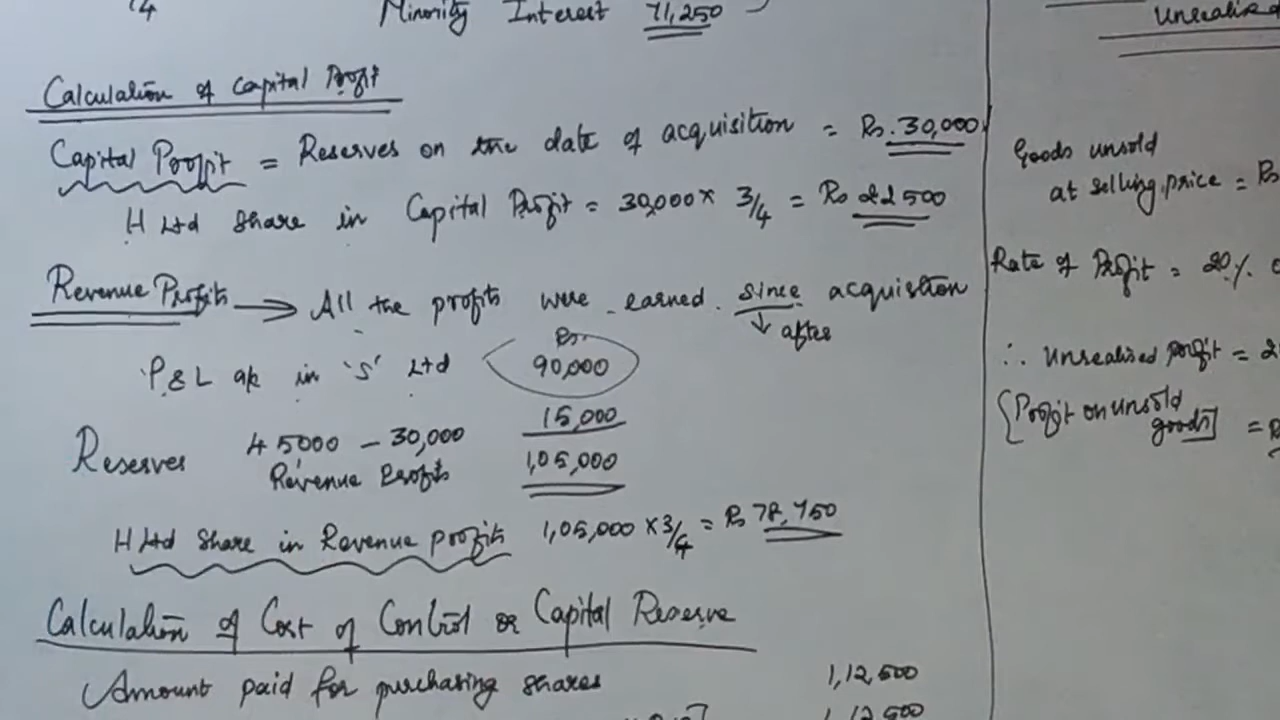 Minority Interest 71,250
Calculation of Capital Profit
Capital Profit = Reserves on the date of acquisition = Rs. 30,000
H Ltd share in Capital Profit = 30,000 × 3/4 = Rs 22500
Revenue Profits → All the profits were earned since acquisition
↓ after
Rs.
P & L a/c in 'S' Ltd 90,000
Reserves 45000 - 30,000 15,000
Revenue Profits 1,05,000
H Ltd share in Revenue profits 1,05,000 × 3/4 = Rs 78,750
Calculation of Cost of Control or Capital Reserve
Amount paid for purchasing shares 1,12,500
1,12,500
Goods unsold
at selling price =
Rate of Profit = 20%
∴ Unrealised profit =
[Profit on unsold
goods] =